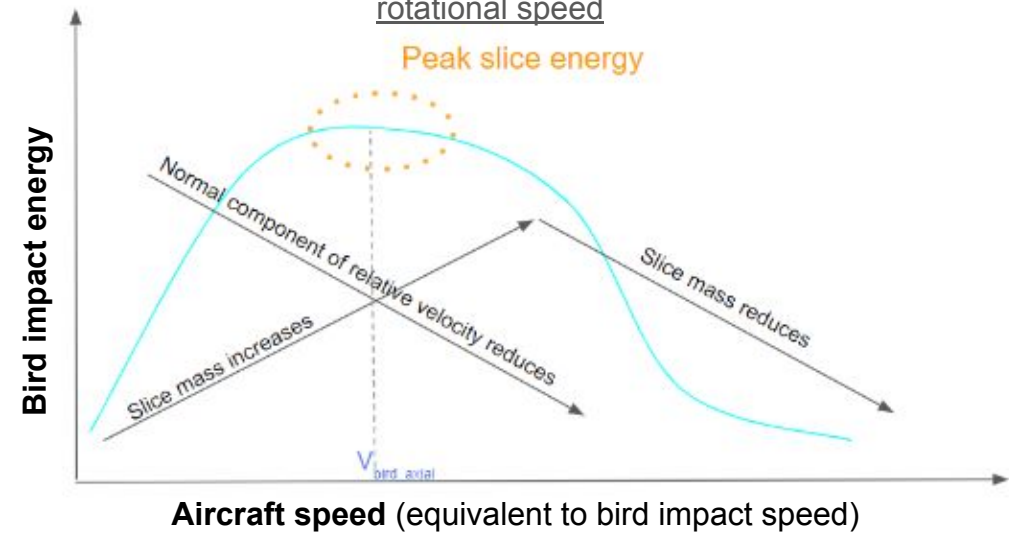 rotational speed
Peak slice energy
Normal component of relative velocity reduces
Slice mass increases
Slice mass reduces
Bird impact energy
V bird_axial
Aircraft speed (equivalent to bird impact speed)